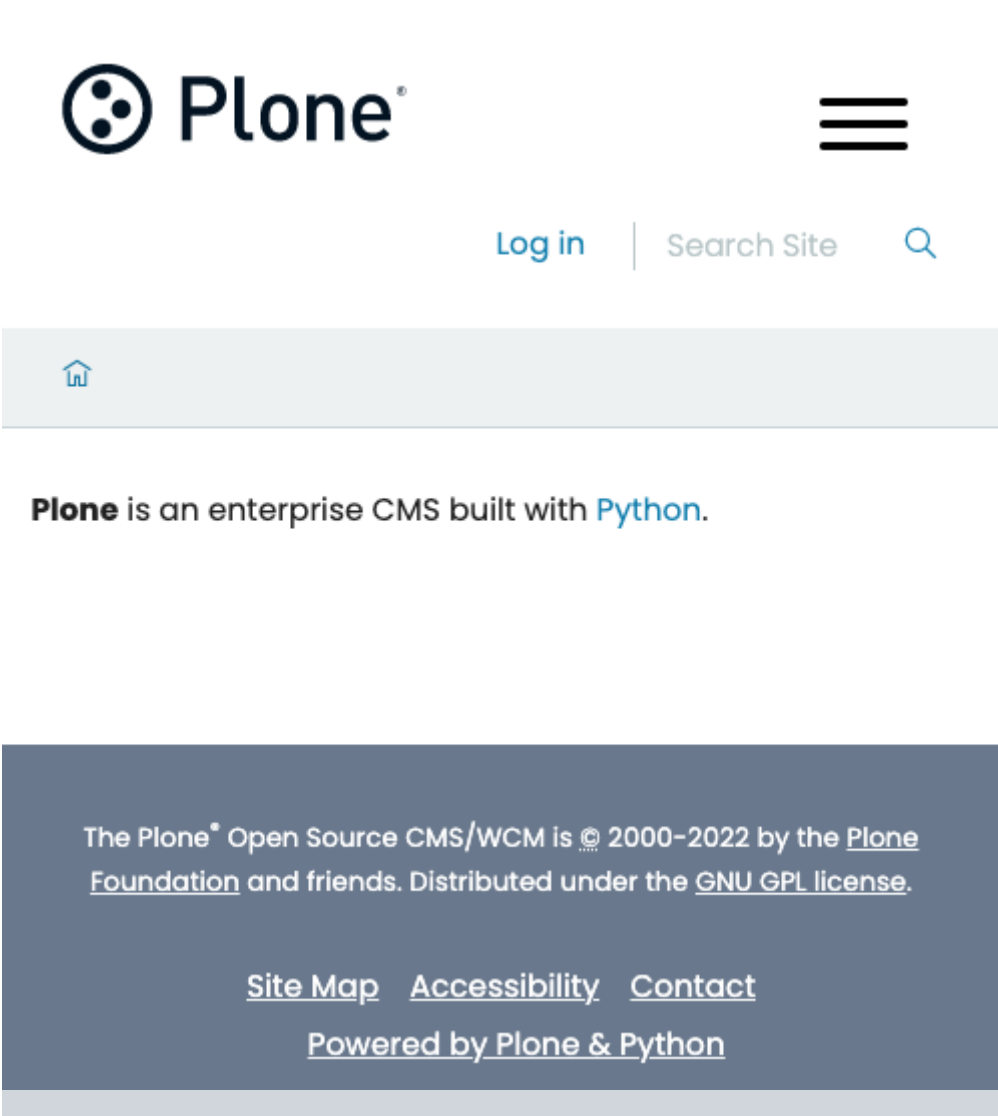 Plone®
Log in
Search Site
Plone is an enterprise CMS built with Python.
The Plone® Open Source CMS/WCM is © 2000-2022 by the Plone
Foundation and friends. Distributed under the GNU GPL license.
Site Map Accessibility Contact
Powered by Plone & Python